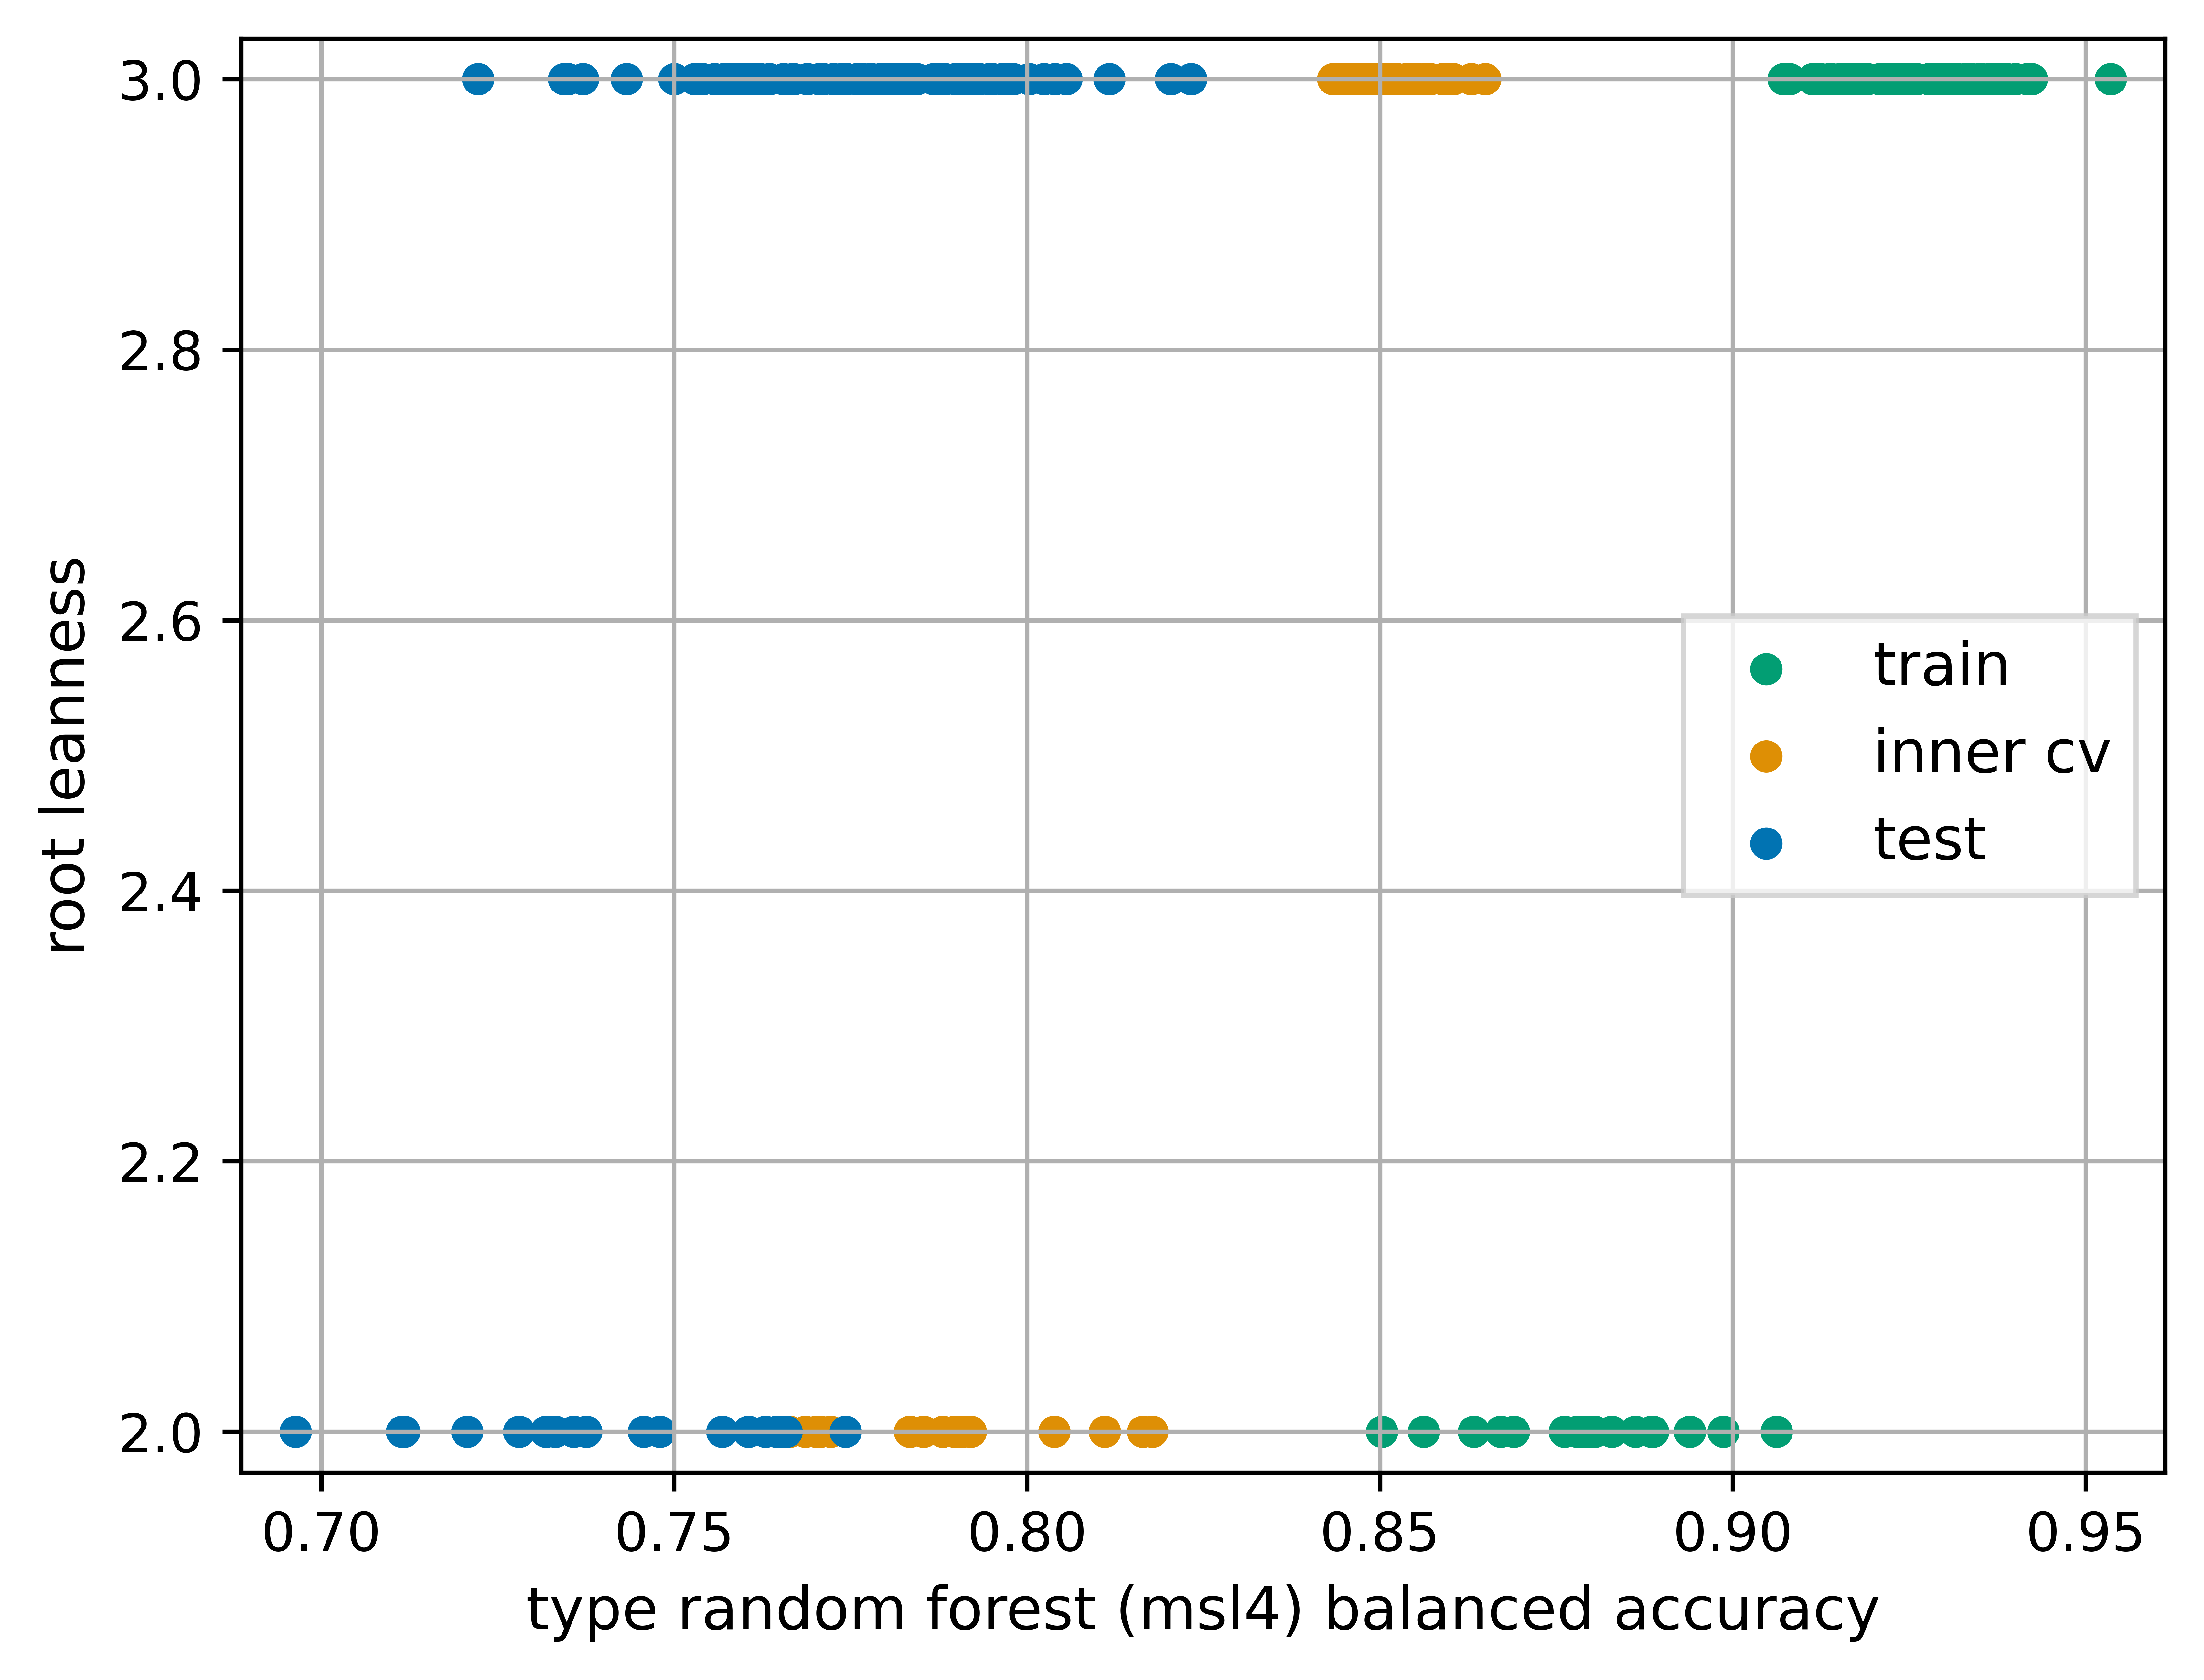 3.0
2.8
2.6
2.4
2.2
2.0
root leanness
train
inner cv
test
0.70 0.75 0.80 0.85 0.90 0.95
type random forest (msl4) balanced accuracy